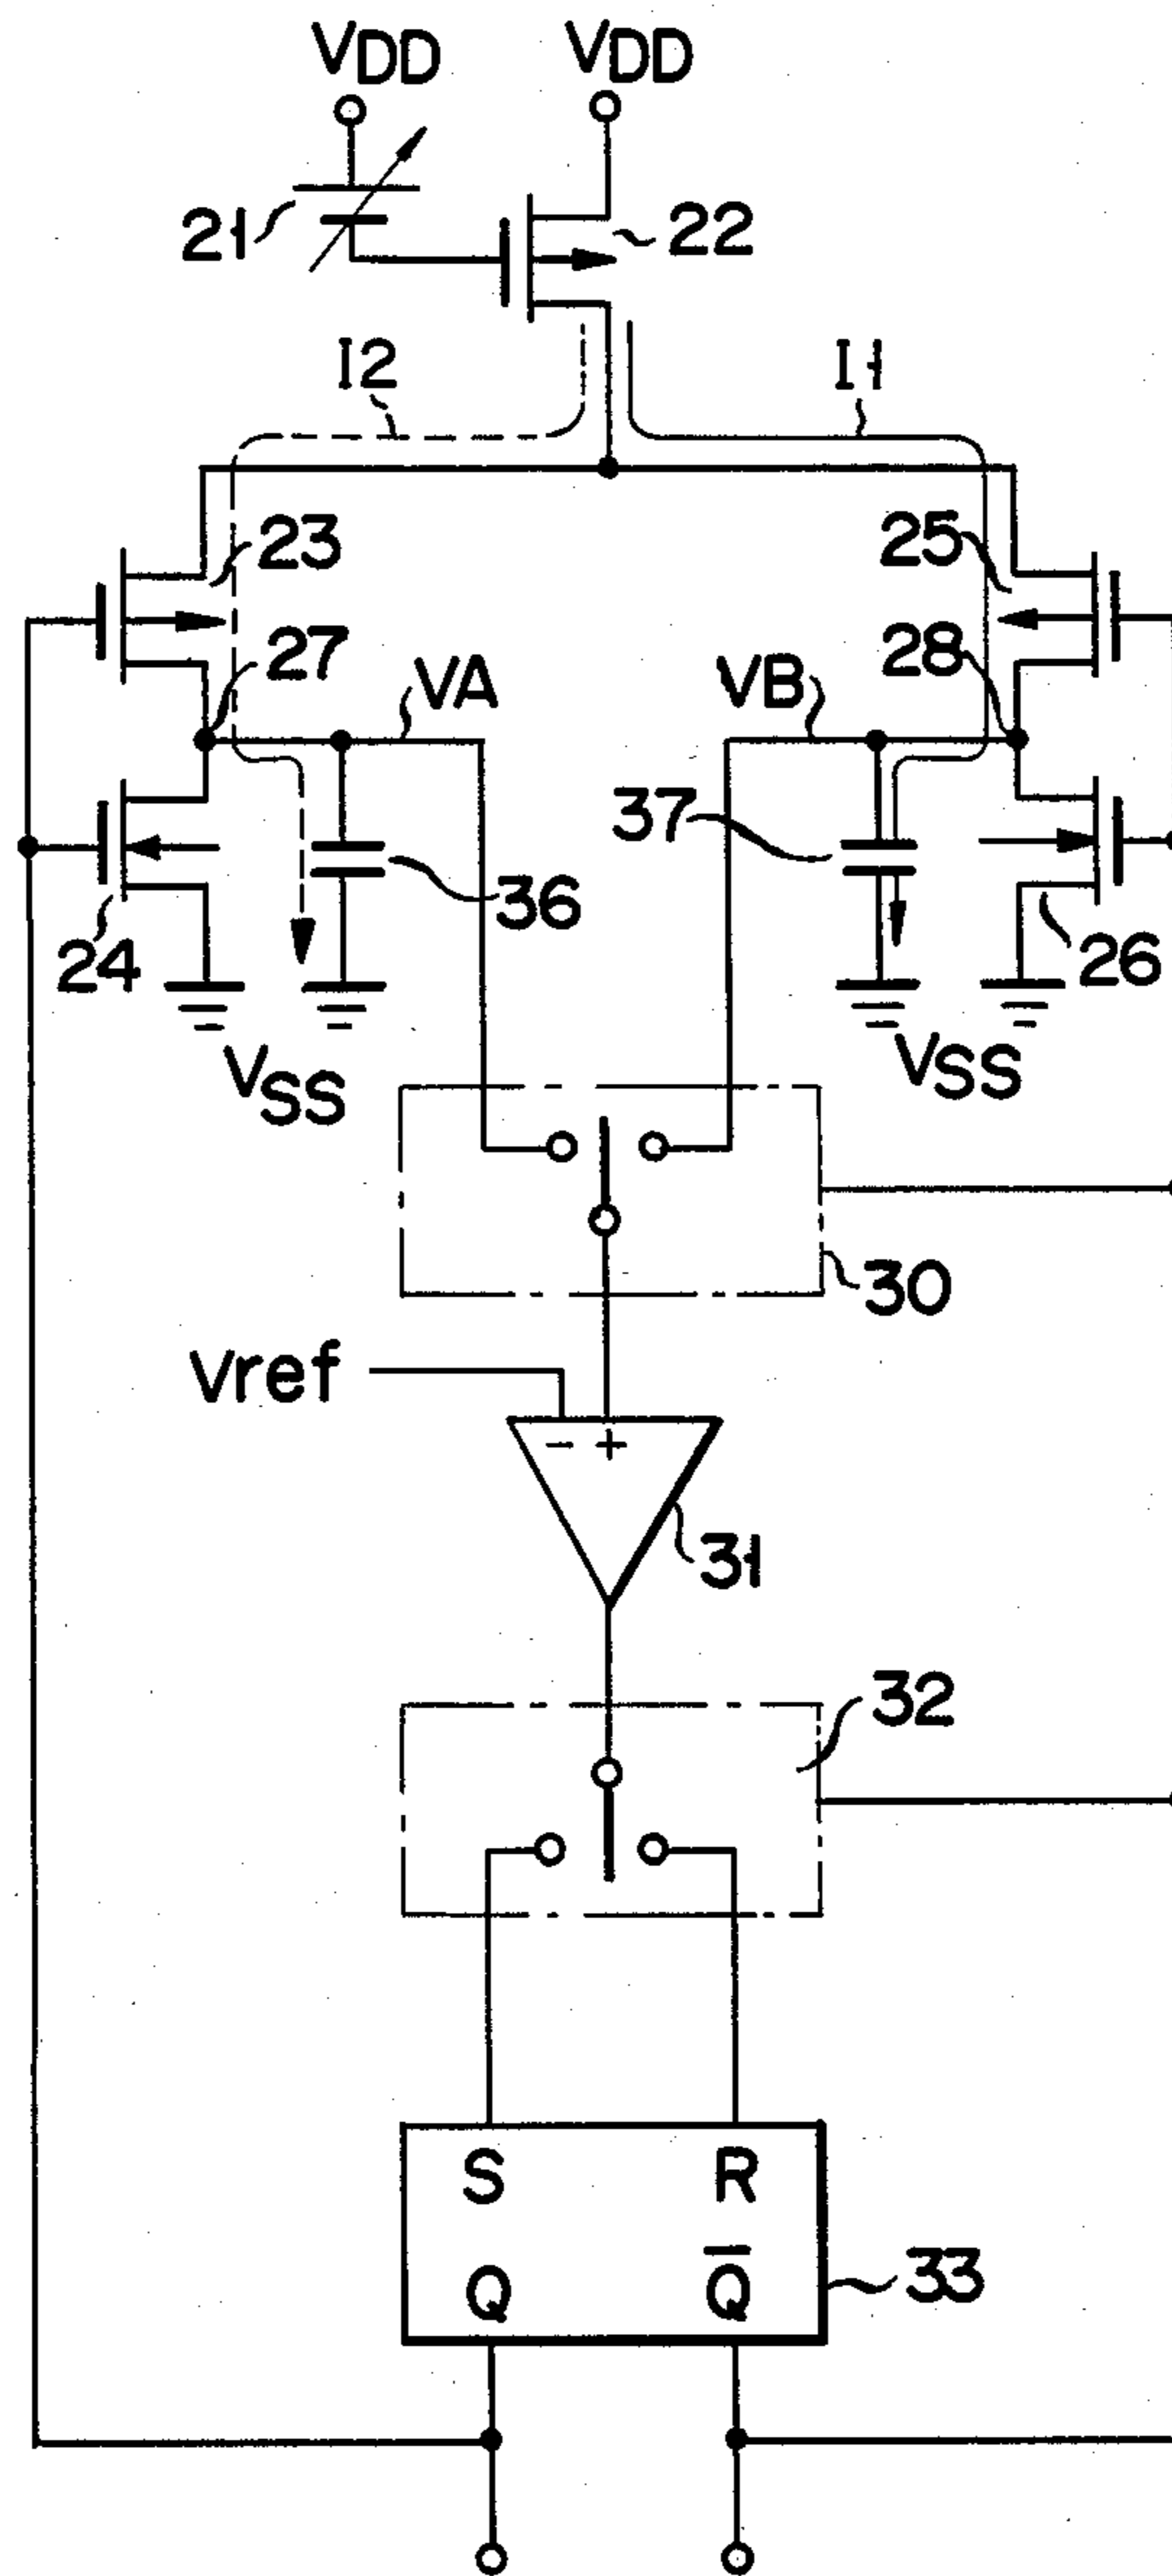 VDD VDD
21 22
I2 I1
23 25
27 VA VB 28
37
36
24 26
VSS VSS
30
Vref
- +
31
32
S R
Q Q̅
33